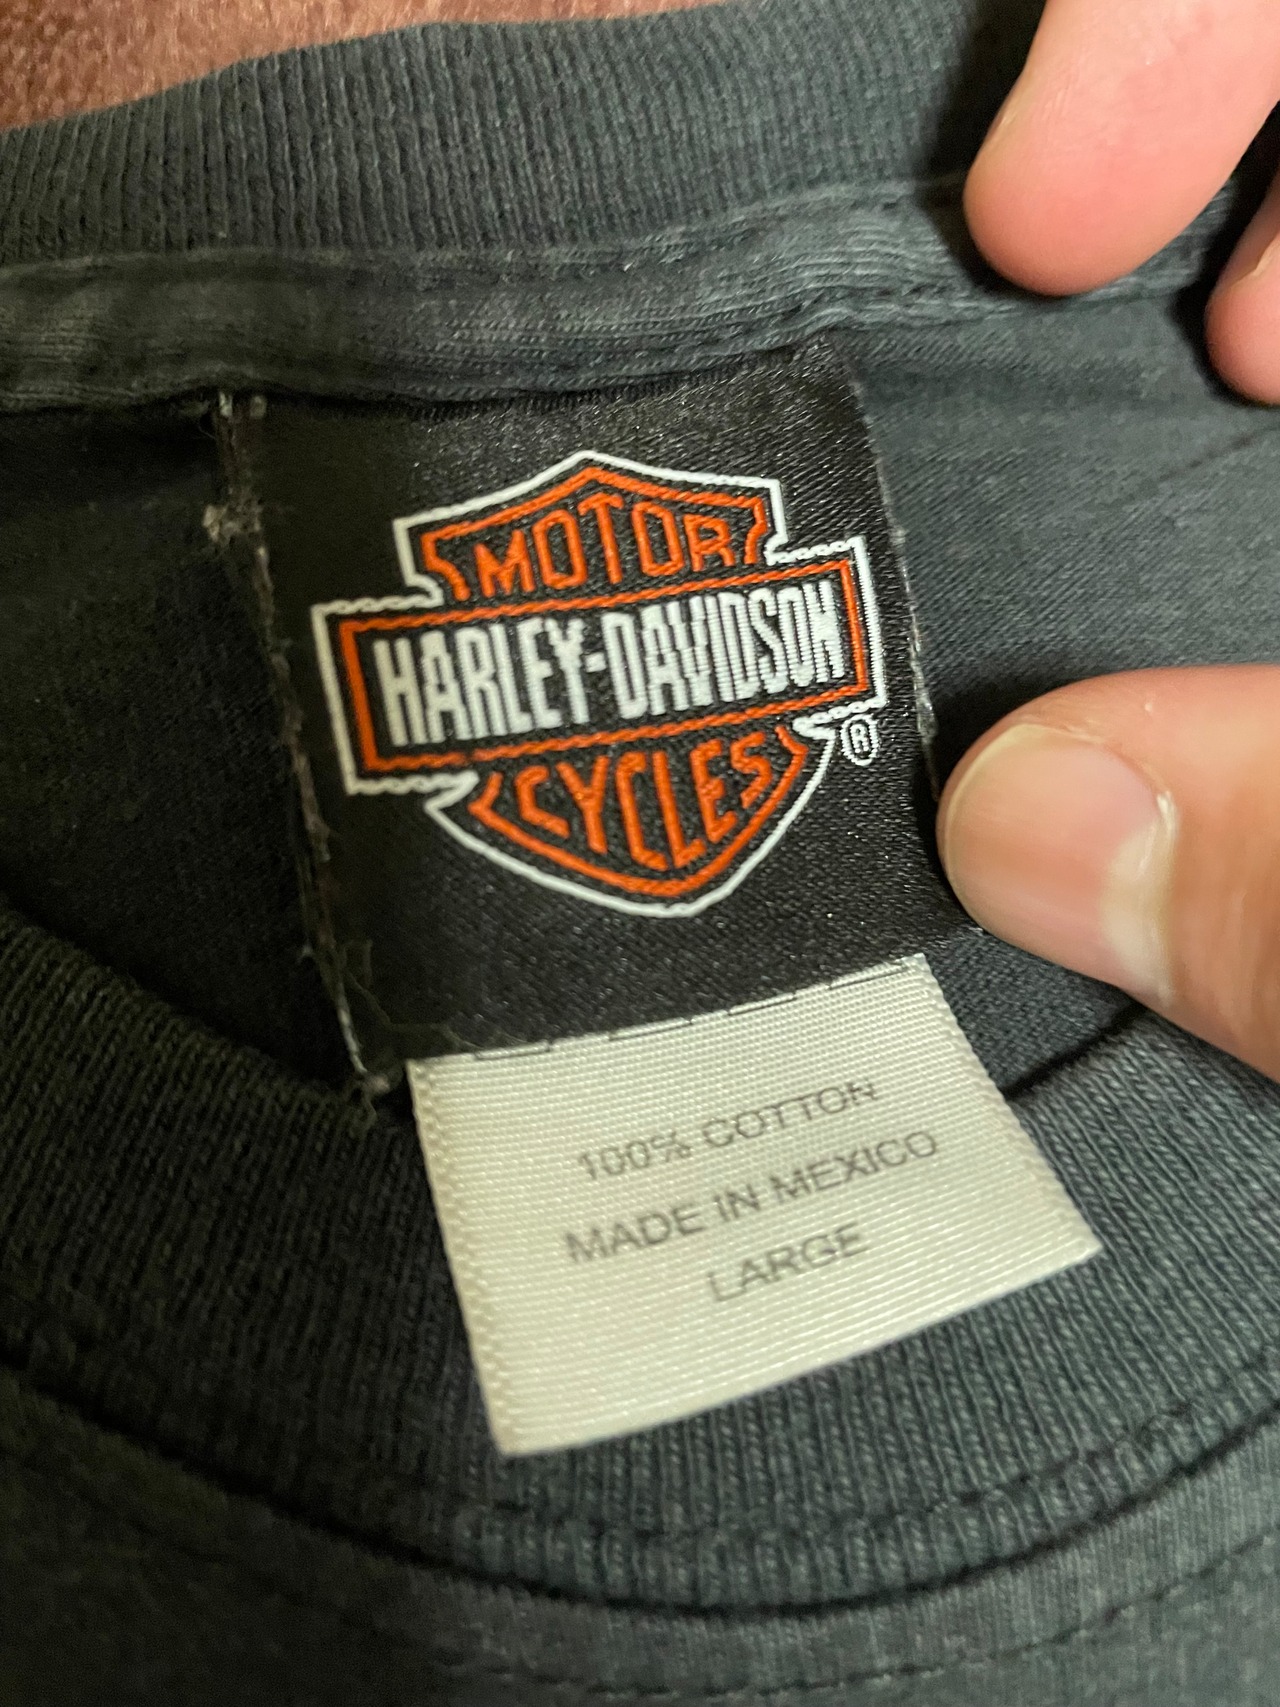 MOTOR
HARLEY-DAVIDSON
CYCLES
®
100% COTTON
MADE IN MEXICO
LARGE